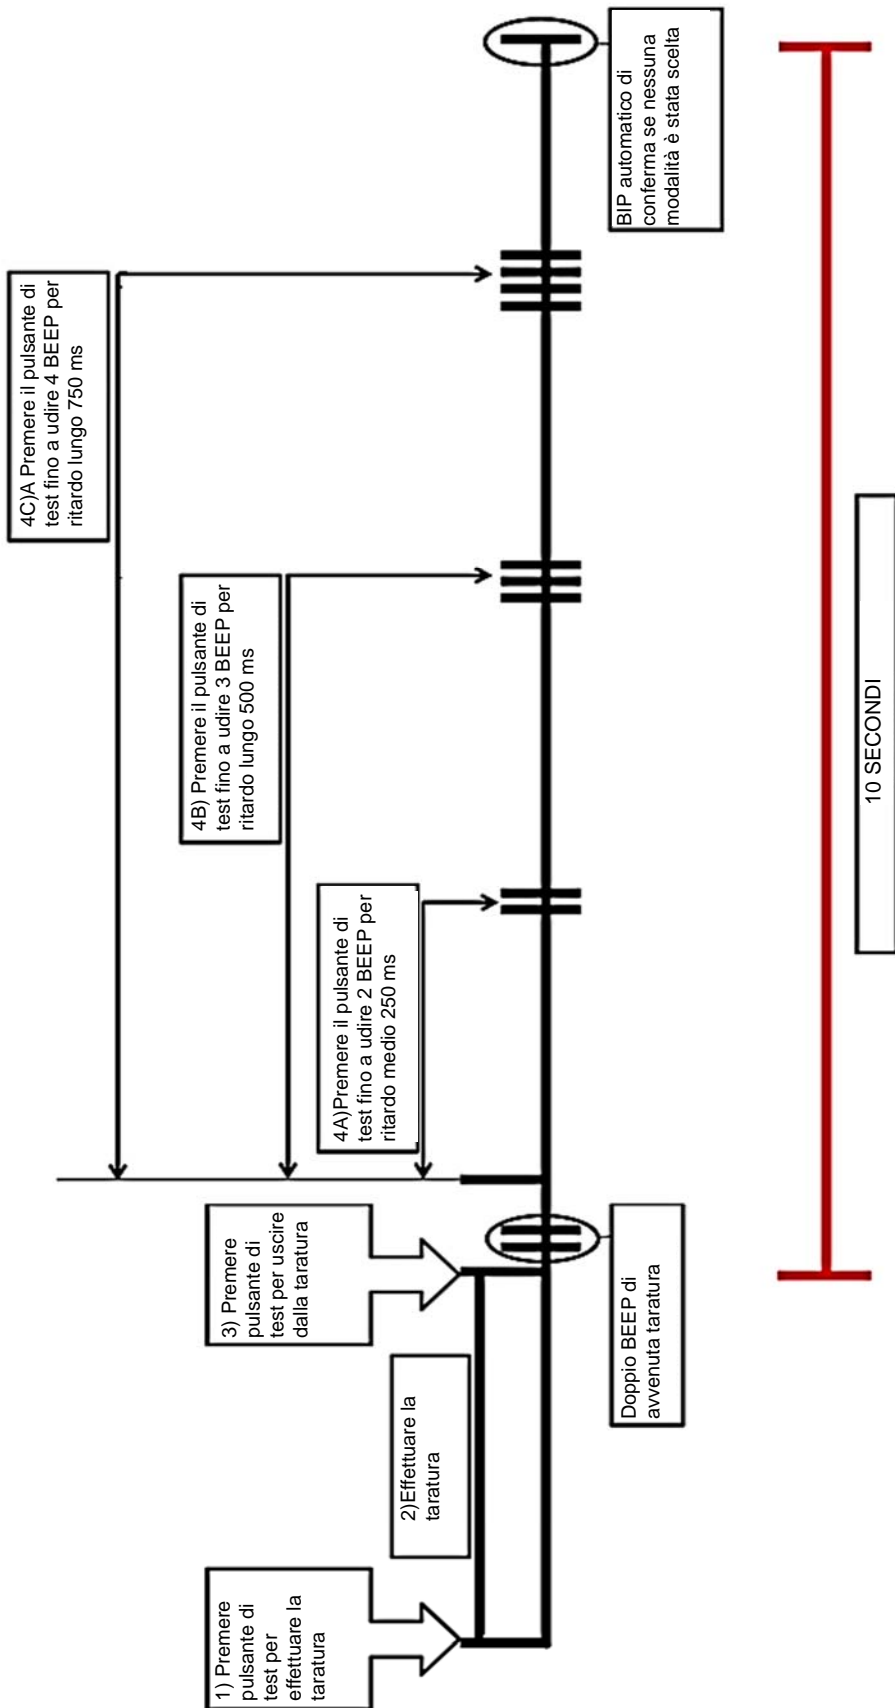 1) Premere
pulsante di
test per
effettuare la
taratura
2)Effettuare la
taratura
3) Premere
pulsante di
test per uscire
dalla taratura
Doppio BEEP di
avvenuta taratura
4A)Premere il pulsante di
test fino a udire 2 BEEP per
ritardo medio 250 ms
4B) Premere il pulsante di
test fino a udire 3 BEEP per
ritardo lungo 500 ms
4C)A Premere il pulsante di
test fino a udire 4 BEEP per
ritardo lungo 750 ms
BIP automatico di
conferma se nessuna
modalità è stata scelta
10 SECONDI